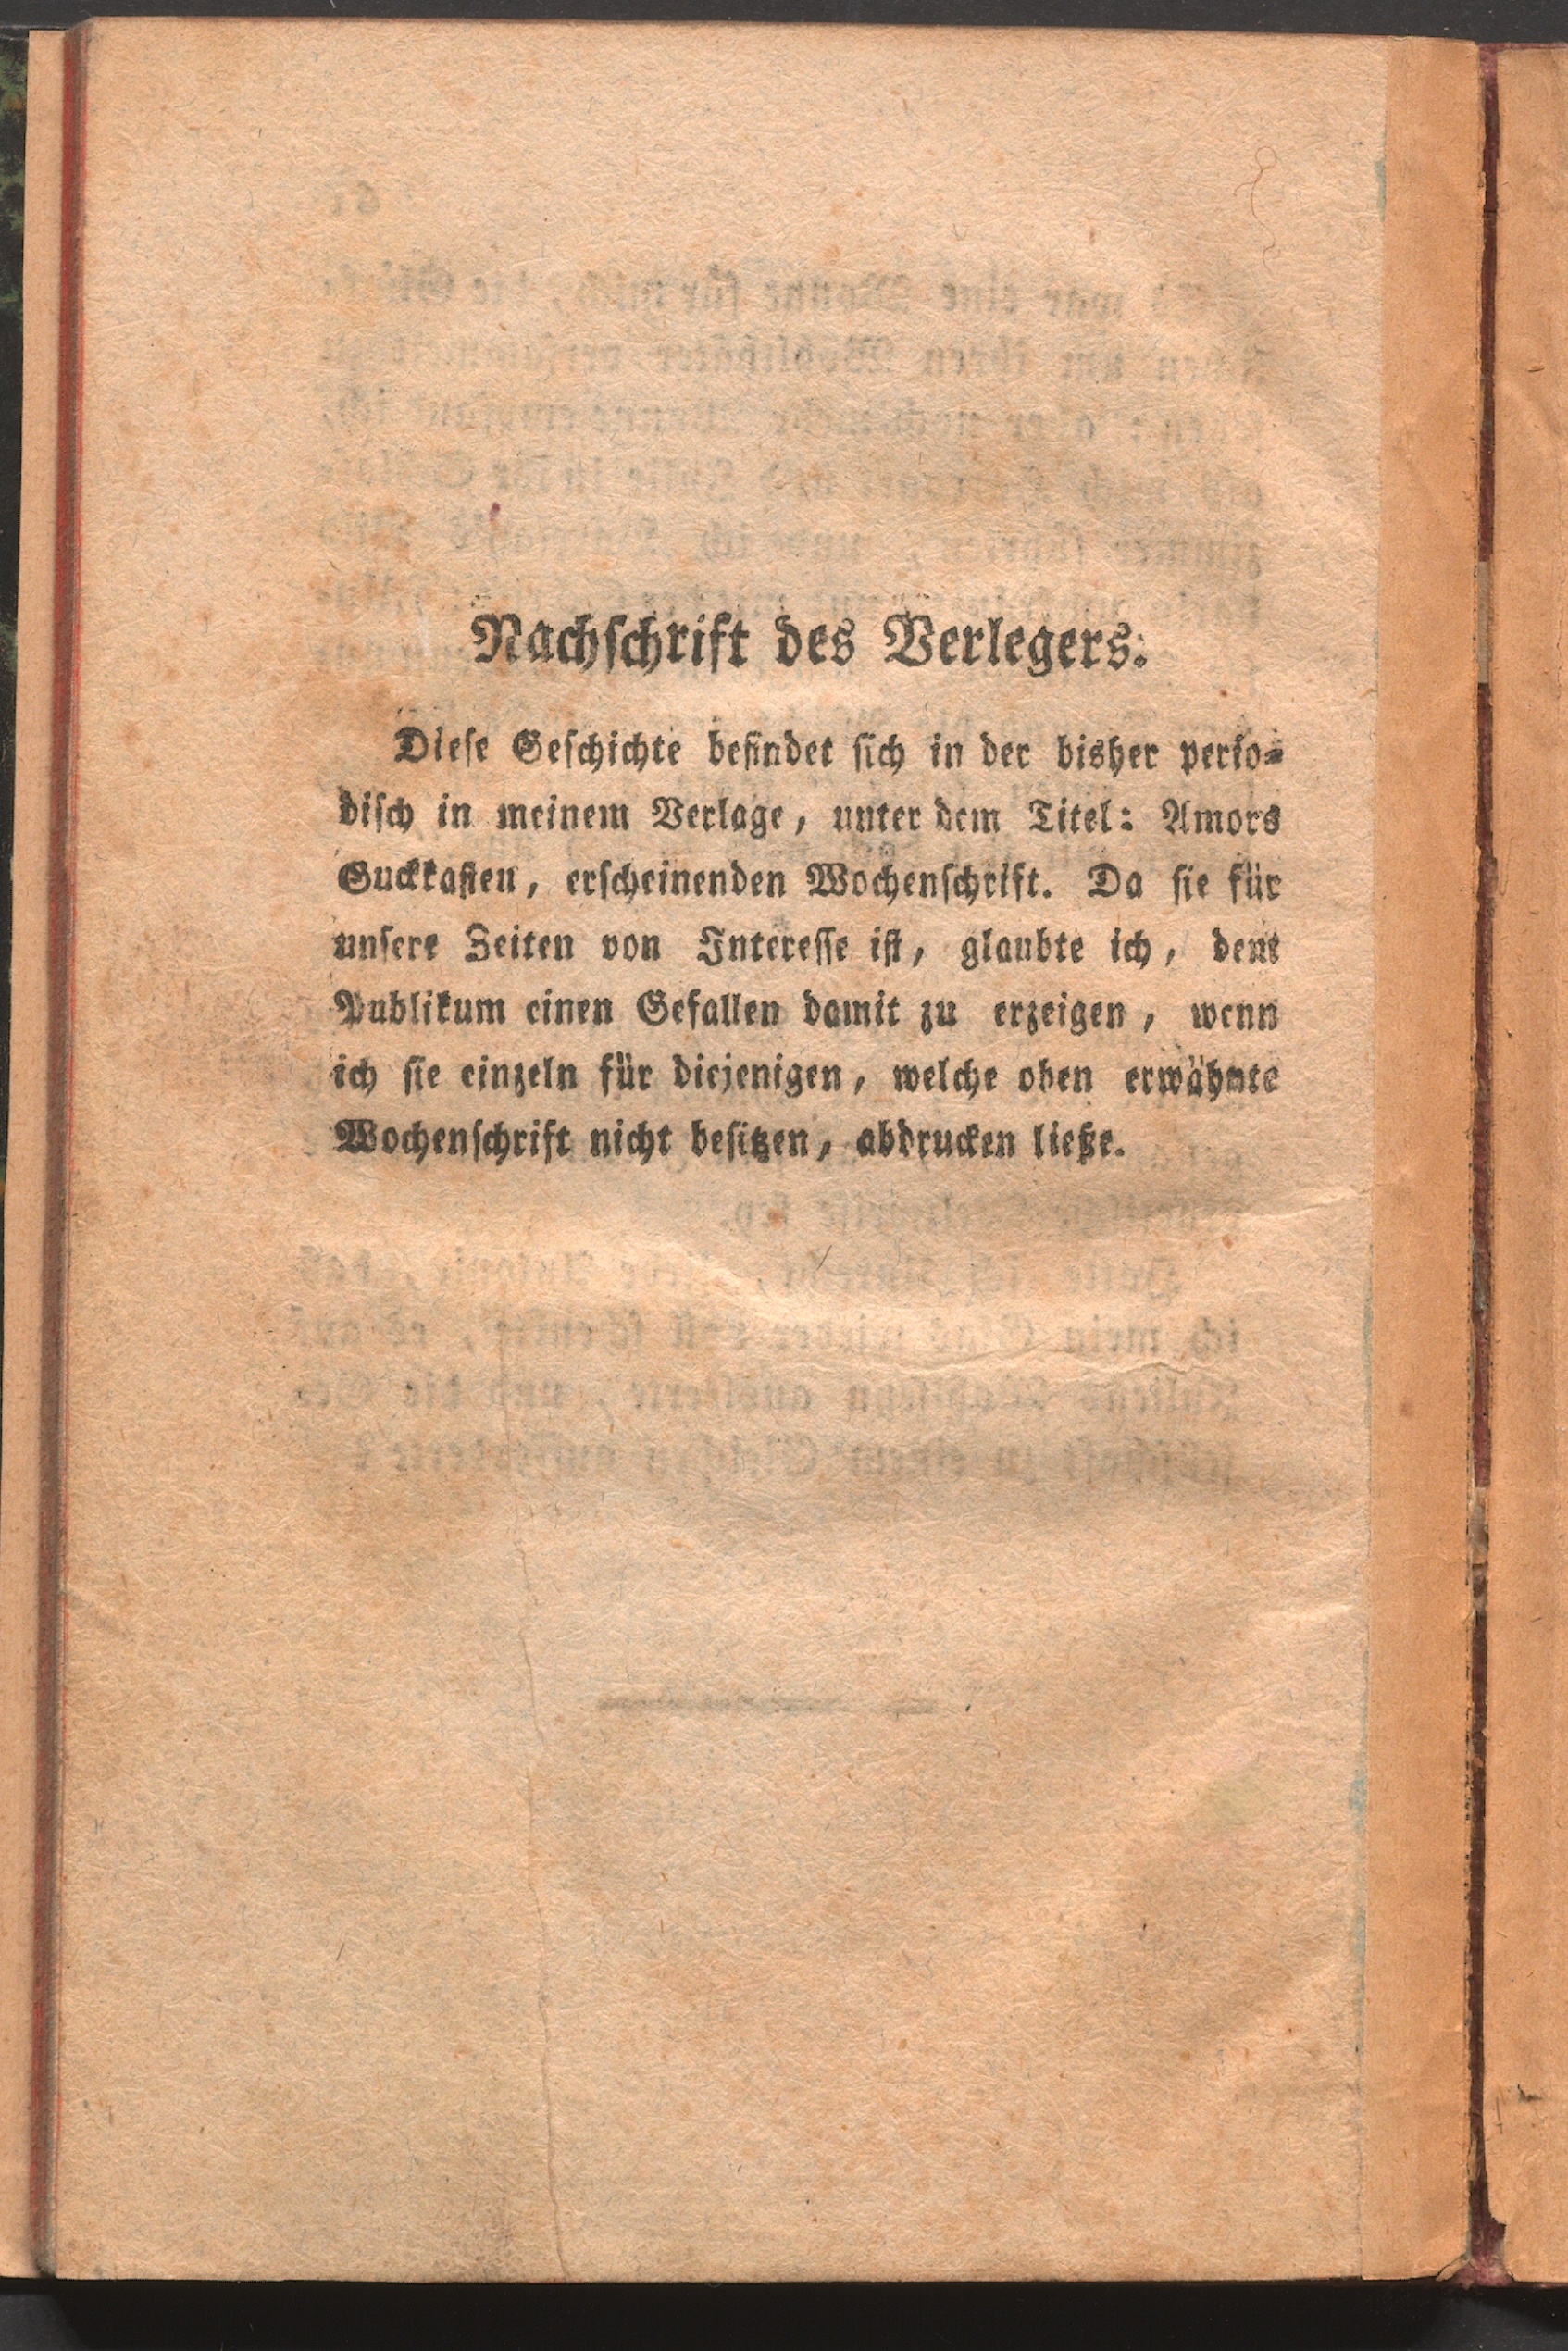 Nachſchrift des Verlegers.
Dieſe Geſchichte befindet ſich in der bisher perio⸗
diſch in meinem Verlage, unter dem Titel: Amors
Guckkaſten, erſcheinenden Wochenſchrift. Da ſie für
unſere Zeiten von Intereſſe iſt, glaubte ich, dem
Publikum einen Gefallen damit zu erzeigen, wenn
ich ſie einzeln für diejenigen, welche oben erwähnte
Wochenſchrift nicht beſitzen, abdrucken ließe.